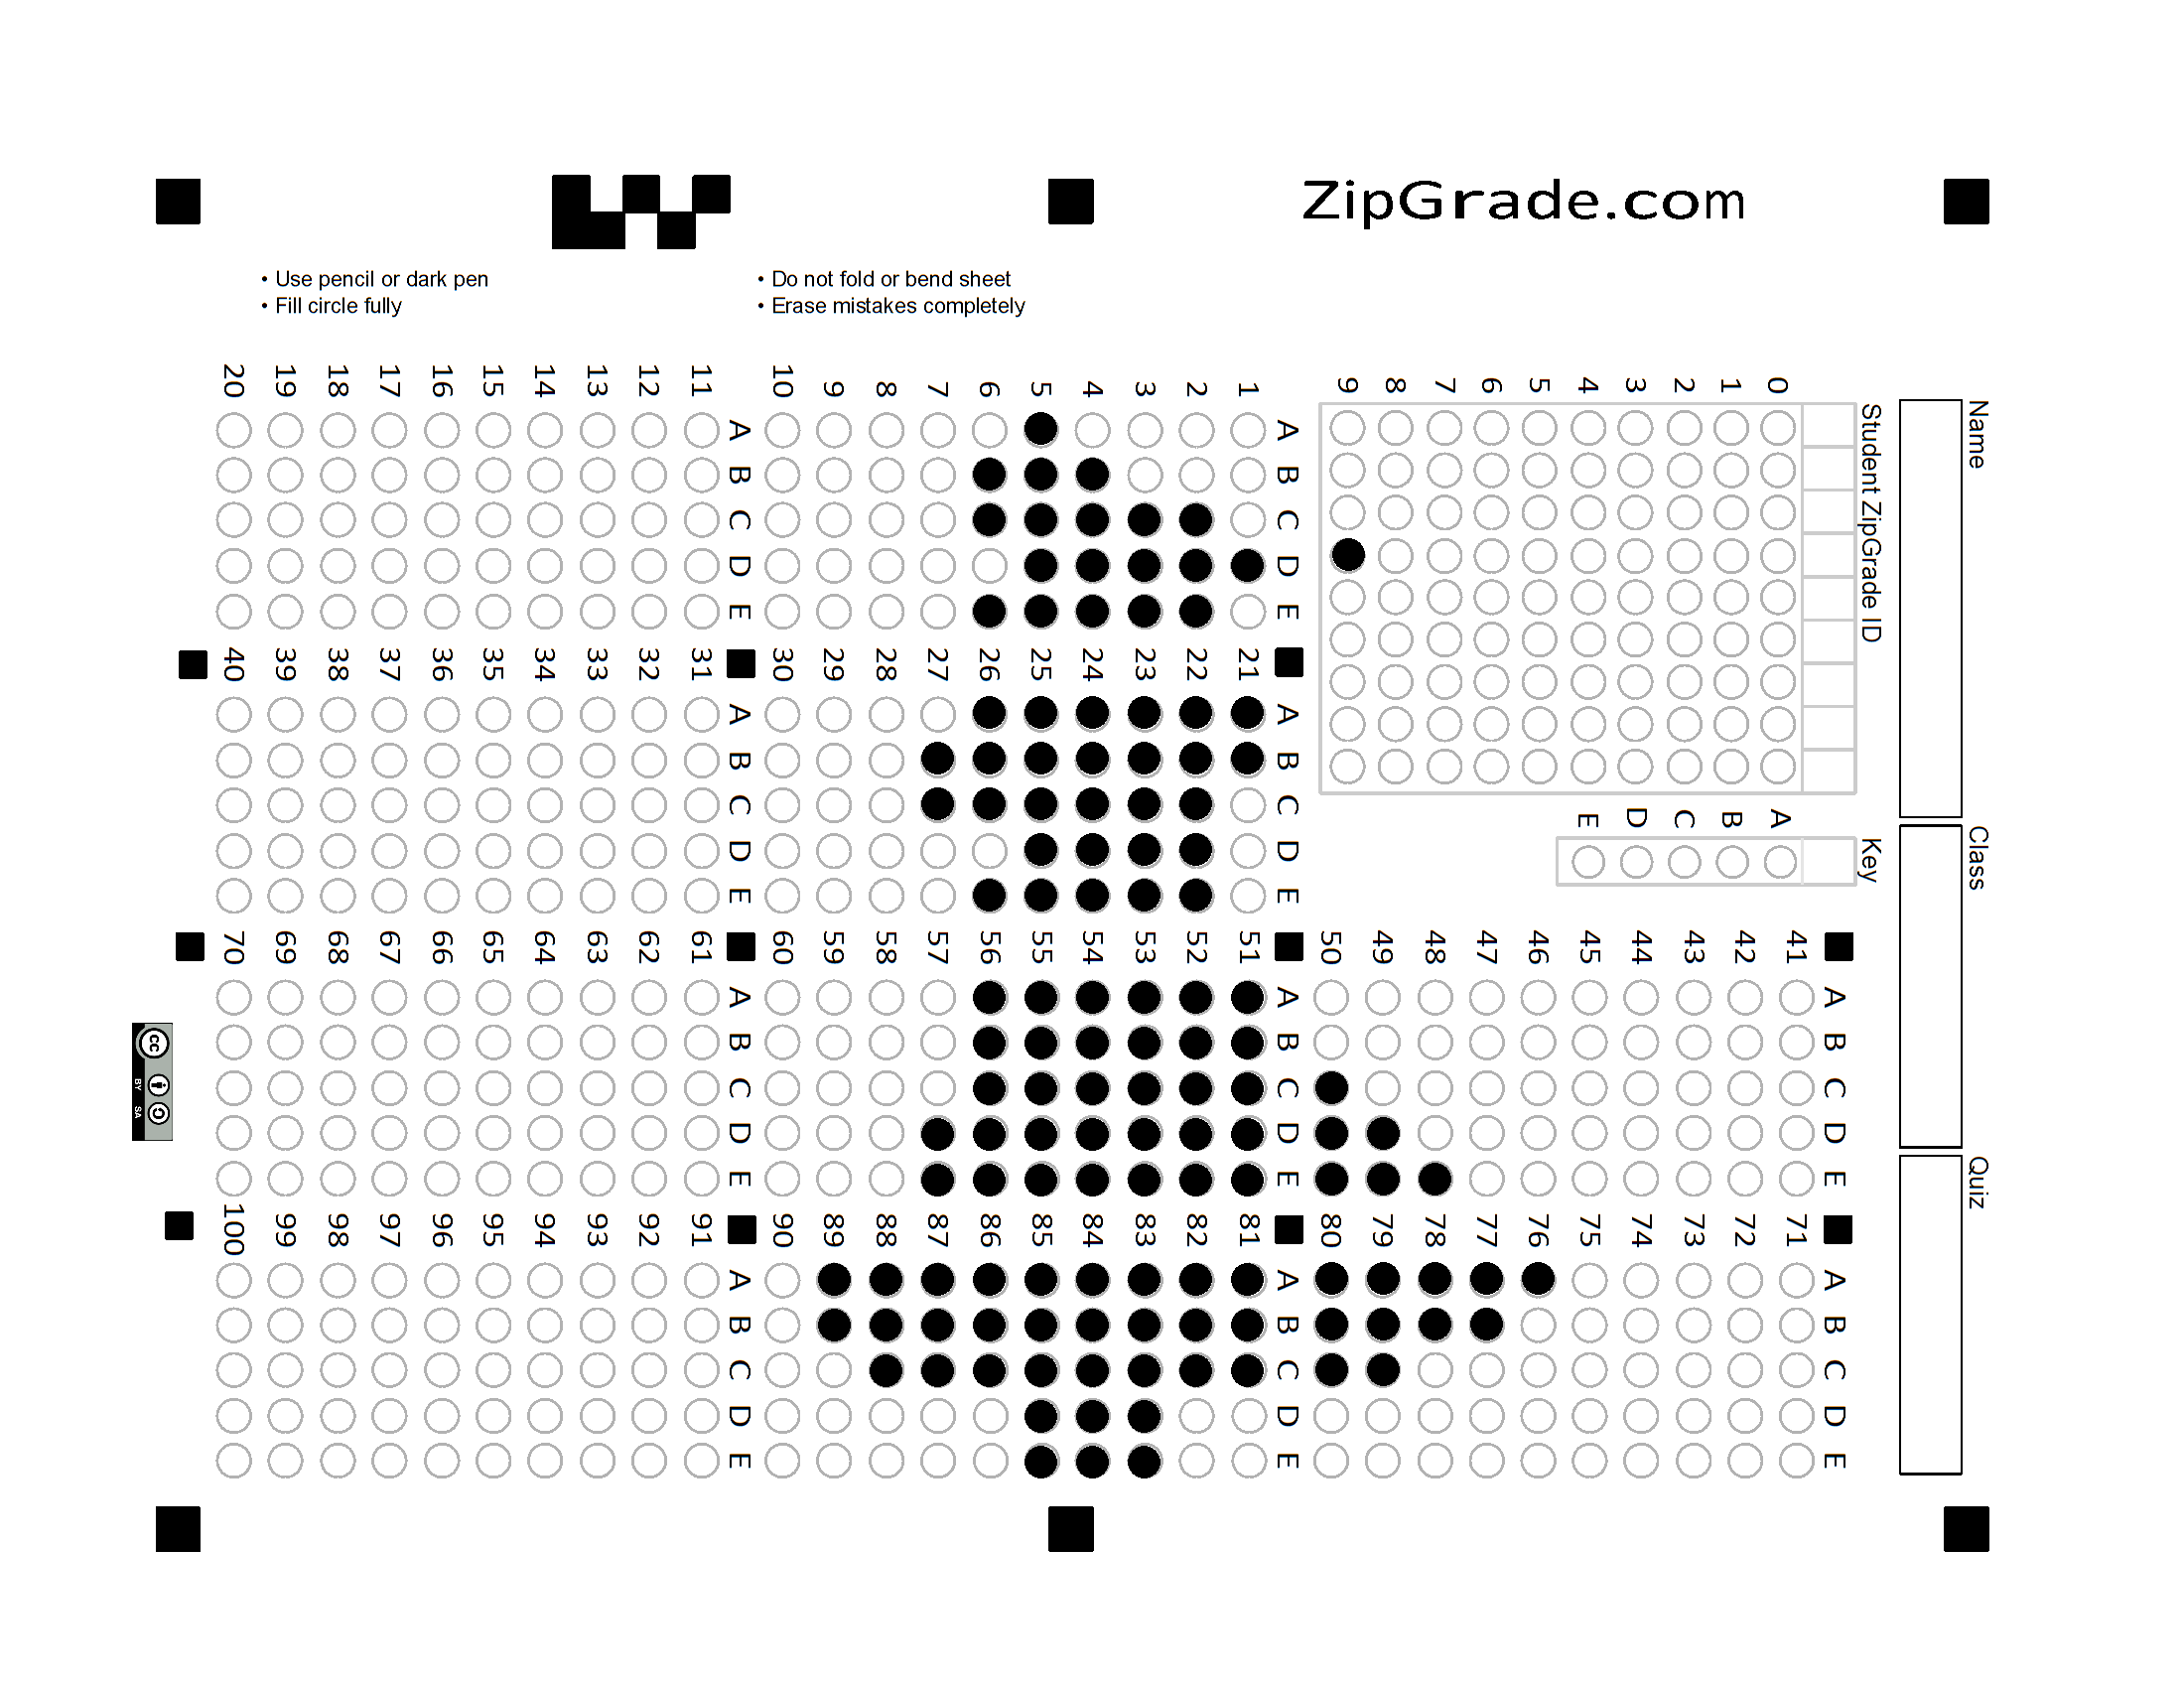 ZipGrade.com
• Use pencil or dark pen
• Fill circle fully
• Do not fold or bend sheet
• Erase mistakes completely
Name
Class
Quiz
Student ZipGrade ID
0 1 2 3 4 5 6 7 8 9
Key
A B C D E
1 2 3 4 5 6 7 8 9 10
A B C D E
11 12 13 14 15 16 17 18 19 20
A B C D E
21 22 23 24 25 26 27 28 29 30
A B C D E
31 32 33 34 35 36 37 38 39 40
A B C D E
41 42 43 44 45 46 47 48 49 50
A B C D E
51 52 53 54 55 56 57 58 59 60
A B C D E
61 62 63 64 65 66 67 68 69 70
A B C D E
71 72 73 74 75 76 77 78 79 80
A B C D E
81 82 83 84 85 86 87 88 89 90
A B C D E
91 92 93 94 95 96 97 98 99 100
A B C D E
cc
BY SA